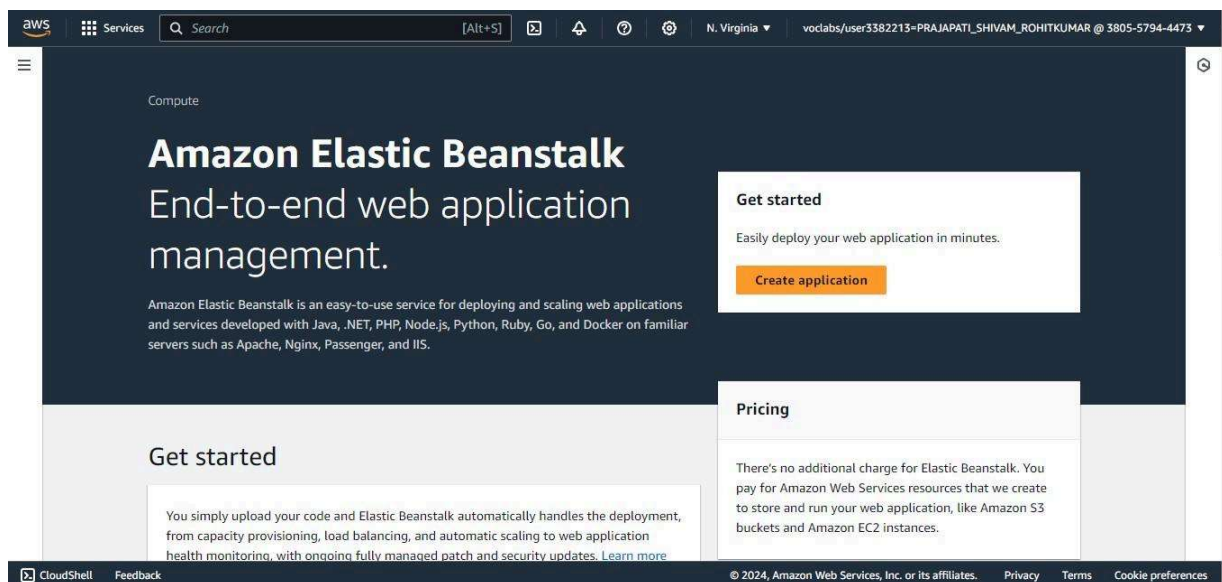 aws
Services
Search [Alt+S]
N. Virginia ▼
voclabs/user3382213=PRAJAPATI_SHIVAM_ROHITKUMAR @ 3805-5794-4473 ▼
Compute
Amazon Elastic Beanstalk
End-to-end web application
management.
Amazon Elastic Beanstalk is an easy-to-use service for deploying and scaling web applications
and services developed with Java, .NET, PHP, Node.js, Python, Ruby, Go, and Docker on familiar
servers such as Apache, Nginx, Passenger, and IIS.
Get started
Easily deploy your web application in minutes.
Create application
Pricing
There's no additional charge for Elastic Beanstalk. You
pay for Amazon Web Services resources that we create
to store and run your web application, like Amazon S3
buckets and Amazon EC2 instances.
Get started
You simply upload your code and Elastic Beanstalk automatically handles the deployment,
from capacity provisioning, load balancing, and automatic scaling to web application
health monitoring, with ongoing fully managed patch and security updates. Learn more
CloudShell Feedback
© 2024, Amazon Web Services, Inc. or its affiliates. Privacy Terms Cookie preferences